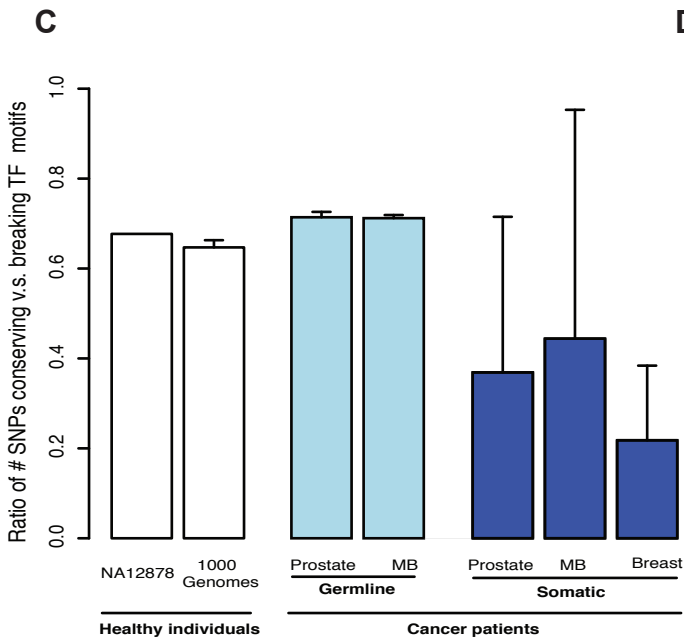 C
D
Ratio of # SNPs conserving v.s. breaking TF motifs
1.0
0.8
0.6
0.4
0.2
0.0
NA12878
1000
Genomes
Prostate MB
Prostate MB Breast
Germline
Somatic
Healthy individuals
Cancer patients